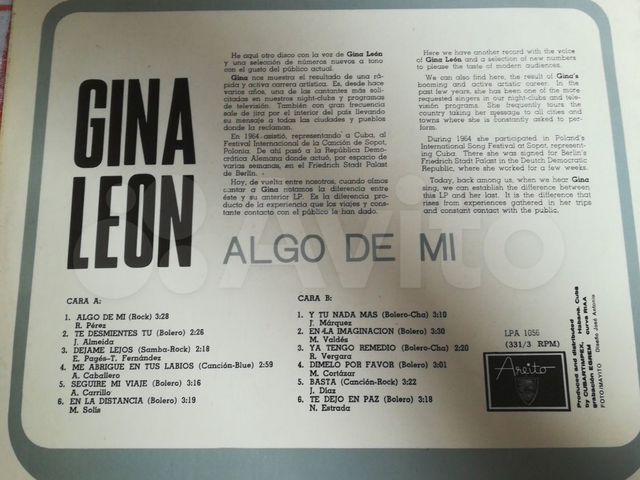 GINA
LEON
He aquí otro disco con la voz de Gina León
y una selección de números nuevos a tono
con el gusto del público actual.
Gina nos muestra el resultado de una rá-
pida y activa carrera artística. Es, desde hace
varios años, una de las cantantes más soli-
citadas en nuestros night-clubs y programas
de televisión. También con gran frecuencia
sale de jira por el interior del país llevando
su mensaje a todas las ciudades y pueblos
donde la reclaman.
En 1964 asistió, representando a Cuba, al
Festival Internacional de la Canción de Sopot,
Polonia. De ahí pasó a la República Demo-
crática Alemana donde actuó, por espacio de
varias semanas, en el Friedrich Stadt Palast
de Berlín.
Hoy, de vuelta entre nosotros, cuando oímos
cantar a Gina notamos la diferencia entre
éste y su anterior LP. Es la diferencia pro-
ducto de la experiencia que los viajes y cons-
tante contacto con el público le han dado.
Here we have another record with the voice
of Gina León and a selection of new numbers
to please the taste of modern audiences.
We can also find here, the result of Gina's
booming and active artistic career. In the
past few years, she has been one of the more
requested singers in our night-clubs and tele-
vision programs. She frequently tours the
country taking her message to all cities and
towns where she is constantly asked to per-
form.
During 1964 she participated in Poland's
International Song Festival at Sopot, represent-
ing Cuba. There she was signed for Berlin's
Friedrich Stadt Palast in the Deutch Democratic
Republic, where she worked for a few weeks.
Today, back among us, when we hear Gina
sing, we can establish the difference between
this LP and her last. It is the difference that
rises from experiences gathered in her trips
and constant contact with the public.
ALGO DE MI
Avito
CARA A:
1. ALGO DE MI (Rock) 3:28
R. Pérez
2. TE DESMIENTES TU (Bolero) 2:26
J. Almeida
3. DEJAME LEJOS (Samba-Rock) 2:18
E. Pagés-T. Fernández
4. ME ABRIGUE EN TUS LABIOS (Canción-Blue) 2:59
A. Caballero
5. SEGUIRE MI VIAJE (Bolero) 3:16
A. Carrillo
6. EN LA DISTANCIA (Bolero) 3:19
M. Solís
CARA B:
1. Y TU NADA MAS (Bolero-Cha) 3:10
J. Márquez
2. EN LA IMAGINACION (Bolero) 3:30
M. Valdés
3. YA TENGO REMEDIO (Bolero-Cha) 2:20
R. Vergara
4. DIMELO POR FAVOR (Bolero) 3:01
M. Cortázar
5. BASTA (Canción-Rock) 3:22
J. Díaz
6. TE DEJO EN PAZ (Bolero) 3:18
N. Estrada
LPA 1056
(33 1/3 RPM)
Areito
Produced and distributed
by CUBARTIMPEX. Habana. Cuba
grabación EGREM curva RIAA
FOTO/MAYITO Diseño José Antonio